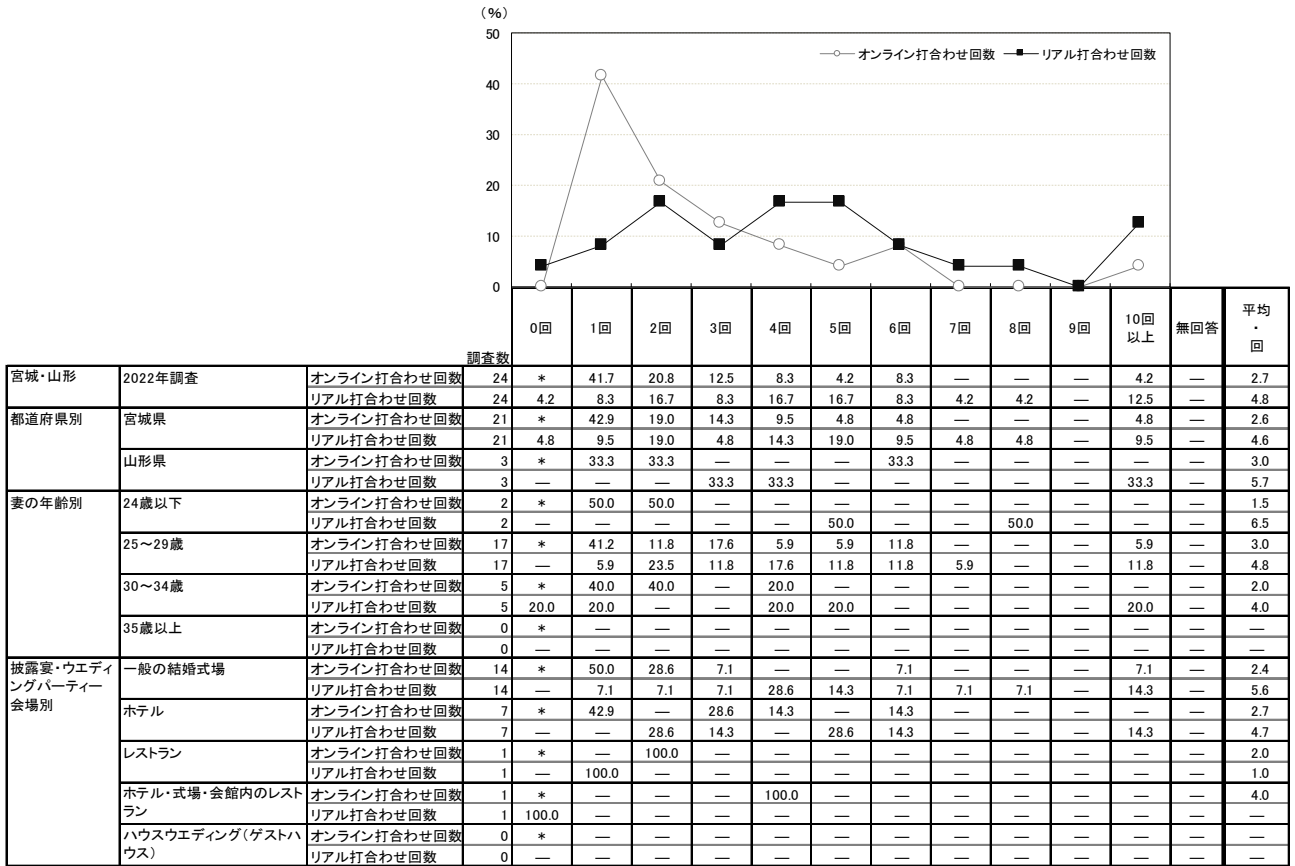 (%)
50
40
30
20
10
0
オンライン打合わせ回数 リアル打合わせ回数
調査数 0回 1回 2回 3回 4回 5回 6回 7回 8回 9回 10回以上 無回答 平均・回
宮城・山形 2022年調査 オンライン打合わせ回数 24 * 41.7 20.8 12.5 8.3 4.2 8.3 — — — 4.2 — 2.7
リアル打合わせ回数 24 4.2 8.3 16.7 8.3 16.7 16.7 8.3 4.2 4.2 — 12.5 — 4.8
都道府県別 宮城県 オンライン打合わせ回数 21 * 42.9 19.0 14.3 9.5 4.8 4.8 — — — 4.8 — 2.6
リアル打合わせ回数 21 4.8 9.5 19.0 4.8 14.3 19.0 9.5 4.8 4.8 — 9.5 — 4.6
山形県 オンライン打合わせ回数 3 * 33.3 33.3 — — — 33.3 — — — — — 3.0
リアル打合わせ回数 3 — — — 33.3 33.3 — — — — — 33.3 — 5.7
妻の年齢別 24歳以下 オンライン打合わせ回数 2 * 50.0 50.0 — — — — — — — — — 1.5
リアル打合わせ回数 2 — — — — — 50.0 — — 50.0 — — — 6.5
25～29歳 オンライン打合わせ回数 17 * 41.2 11.8 17.6 5.9 5.9 11.8 — — — 5.9 — 3.0
リアル打合わせ回数 17 — 5.9 23.5 11.8 17.6 11.8 11.8 5.9 — — 11.8 — 4.8
30～34歳 オンライン打合わせ回数 5 * 40.0 40.0 — 20.0 — — — — — — — 2.0
リアル打合わせ回数 5 20.0 20.0 — — 20.0 20.0 — — — — 20.0 — 4.0
35歳以上 オンライン打合わせ回数 0 * — — — — — — — — — — — —
リアル打合わせ回数 0 — — — — — — — — — — — — —
披露宴・ウエディングパーティー会場別 一般の結婚式場 オンライン打合わせ回数 14 * 50.0 28.6 7.1 — — 7.1 — — — 7.1 — 2.4
リアル打合わせ回数 14 — 7.1 7.1 7.1 28.6 14.3 7.1 7.1 7.1 — 14.3 — 5.6
ホテル オンライン打合わせ回数 7 * 42.9 — 28.6 14.3 — 14.3 — — — — — 2.7
リアル打合わせ回数 7 — — 28.6 14.3 — 28.6 14.3 — — — 14.3 — 4.7
レストラン オンライン打合わせ回数 1 * — 100.0 — — — — — — — — — 2.0
リアル打合わせ回数 1 — 100.0 — — — — — — — — — — 1.0
ホテル・式場・会館内のレストラン オンライン打合わせ回数 1 * — — — 100.0 — — — — — — — 4.0
リアル打合わせ回数 1 100.0 — — — — — — — — — — — —
ハウスウエディング(ゲストハウス) オンライン打合わせ回数 0 * — — — — — — — — — — — —
リアル打合わせ回数 0 — — — — — — — — — — — — —